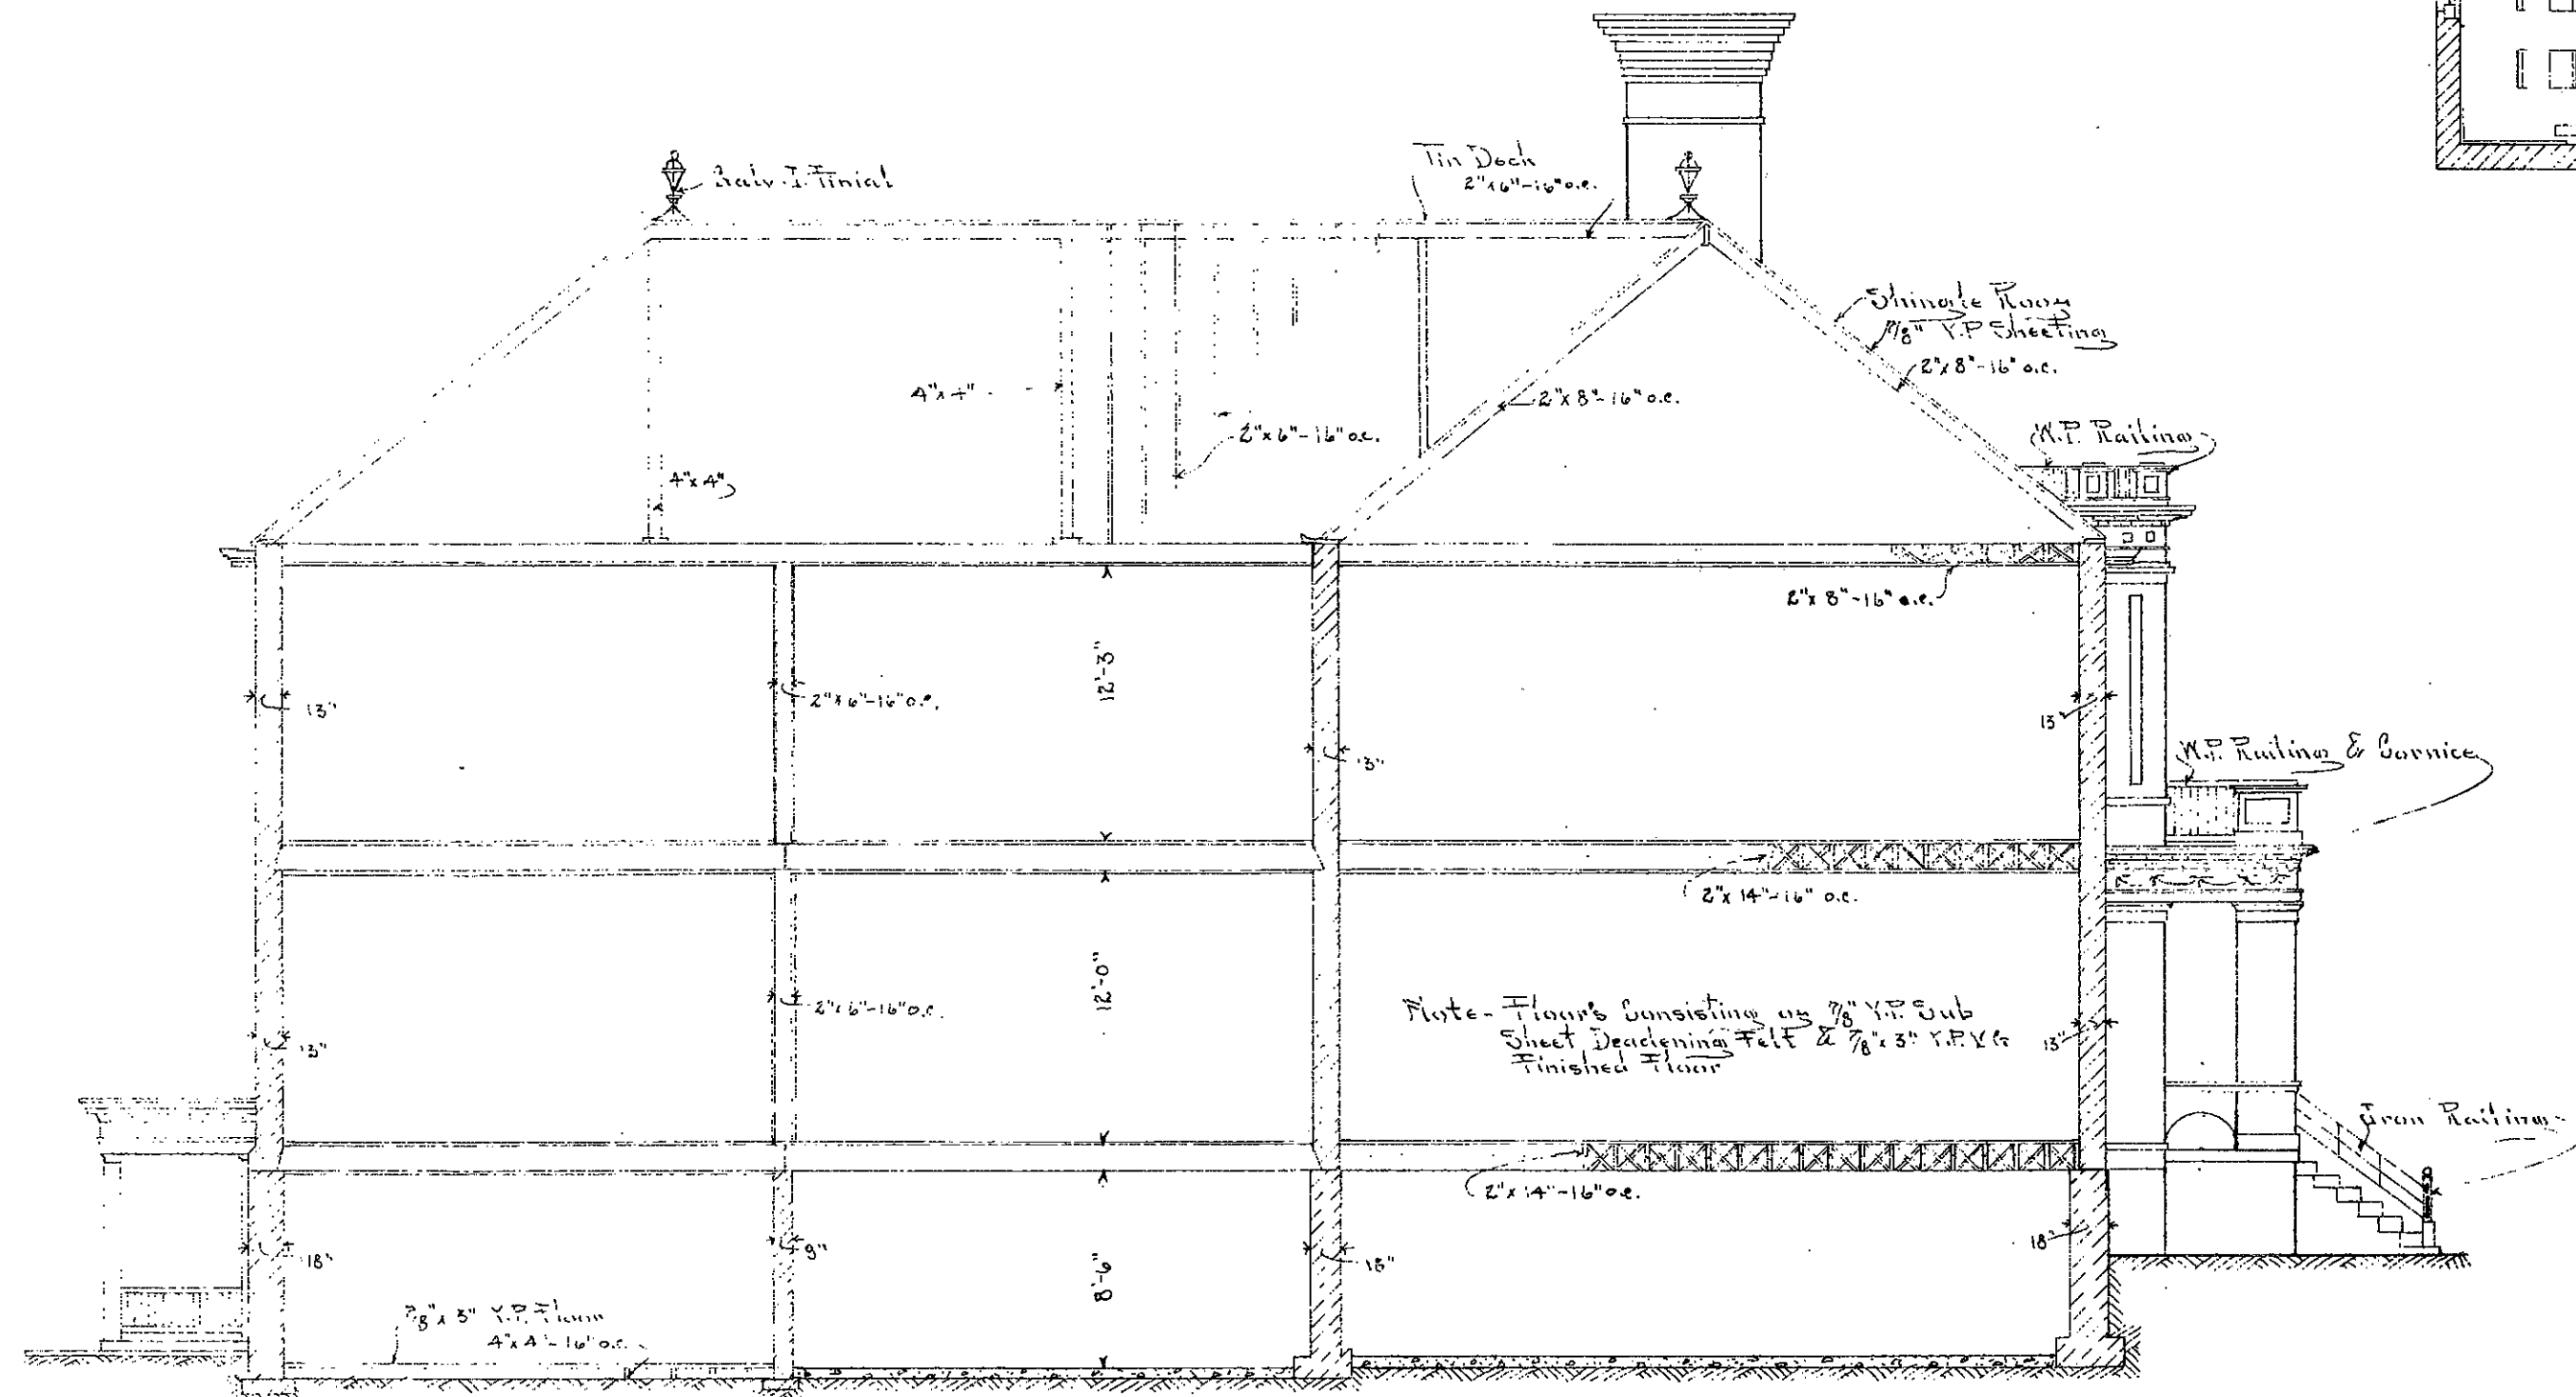 Galv. I. Finial
Tin Deck
2"x6"-16" o.c.
Shingle Roof
7/8" Y.P. Sheeting
2"x8"-16" o.c.
4"x4"
2"x8"-16" o.c.
2"x6"-16" o.c.
W.P. Railing
4"x4"
2"x8"-16" o.c.
12'-3"
13"
2"x6"-16" o.c.
13"
13"
W.P. Railing & Cornice
2"x14"-16" o.c.
12'-0"
2"x6"-16" o.c.
Note- Floor's Consisting of 7/8" Y.P. Sub
Sheet Deadening Felt & 7/8"x3" Y.P.V.G
Finished Floor
13"
13"
Iron Railing
2"x14"-16" o.c.
18"
9"
8'-6"
18"
18"
7/8"x3" Y.P. Floor
4"x4"-16" o.c.